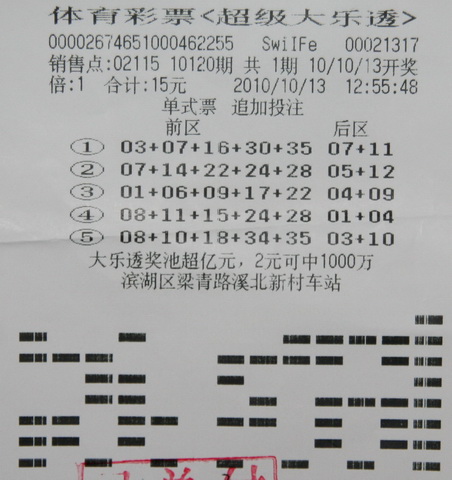 体育彩票<超级大乐透>
00002674651000462255 SwiIFe 00021317
销售点:02115 10120期 共 1期 10/10/13开奖
倍:1 合计:15元 2010/10/13 12:55:48
单式票 追加投注
前区 后区
① 03+07+16+30+35 07+11
② 07+14+22+24+28 05+12
③ 01+06+09+17+22 04+09
④ 08+11+15+24+28 01+04
⑤ 08+10+18+34+35 03+10
大乐透奖池超亿元，2元可中1000万
滨湖区梁青路溪北新村车站